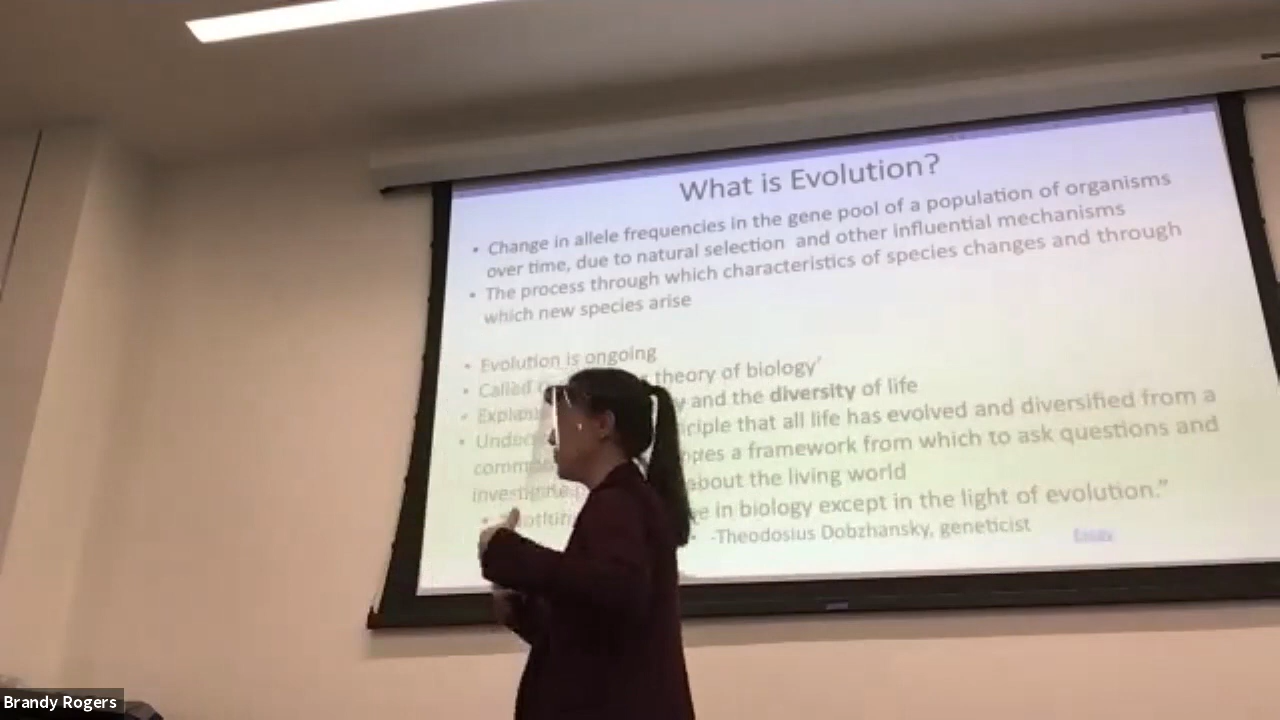 What is Evolution?
• Change in allele frequencies in the gene pool of a population of organisms
over time, due to natural selection and other influential mechanisms
• The process through which characteristics of species changes and through
which new species arise
• Evolution is ongoing
• Called theory of biology’
• and the diversity of life
• that all life has evolved and diversified from a
a framework from which to ask questions and
about the living world
• in biology except in the light of evolution.”
• -Theodosius Dobzhansky, geneticist Essay
Brandy Rogers